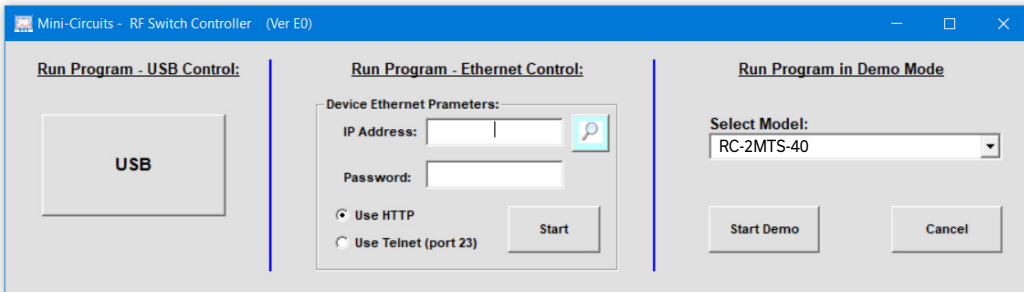 Mini-Circuits - RF Switch Controller (Ver E0)
Run Program - USB Control:
USB
Run Program - Ethernet Control:
Device Ethernet Prameters:
IP Address:
Password:
Use HTTP
Use Telnet (port 23)
Start
Run Program in Demo Mode
Select Model:
RC-2MTS-40
Start Demo
Cancel